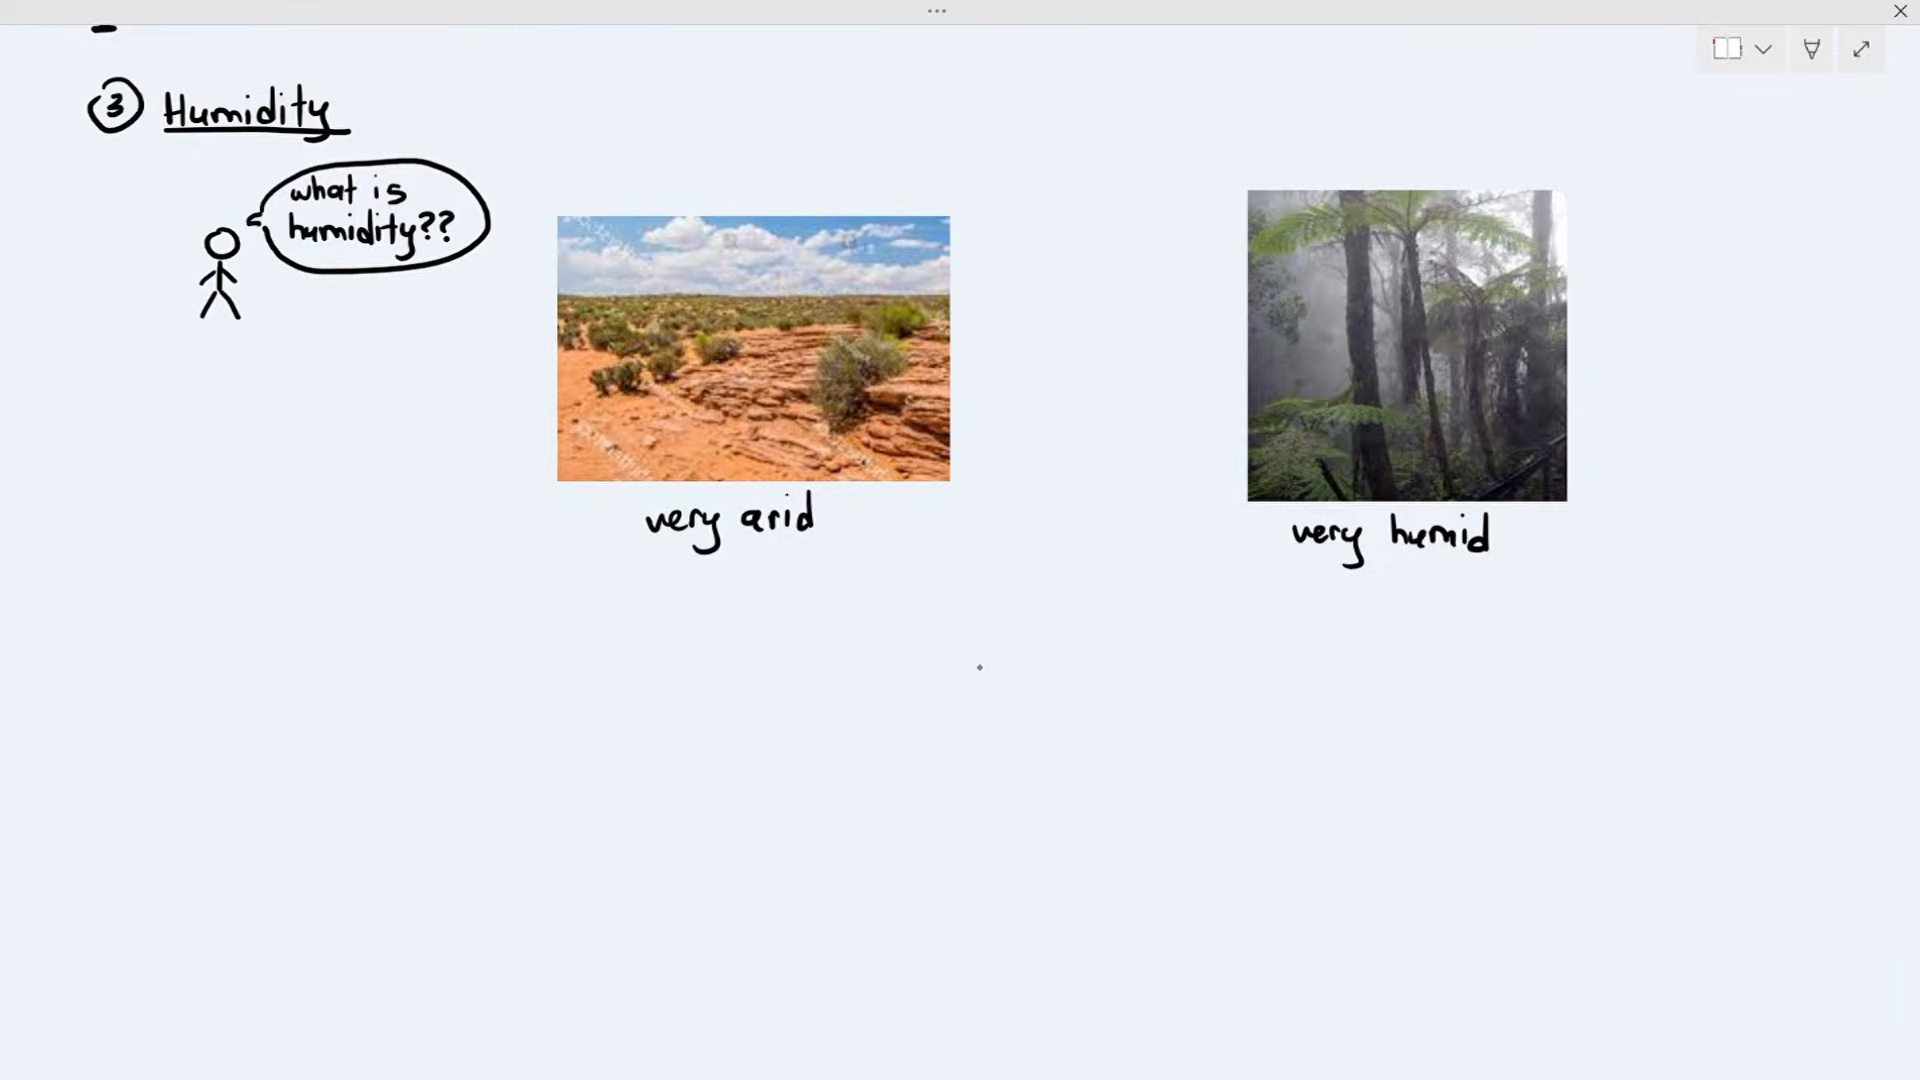 3 Humidity
what is
humidity??
very arid
very humid